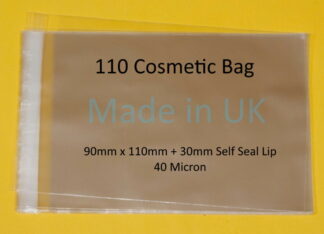 110 Cosmetic Bag
Made in UK
90mm x 110mm + 30mm Self Seal Lip
40 Micron